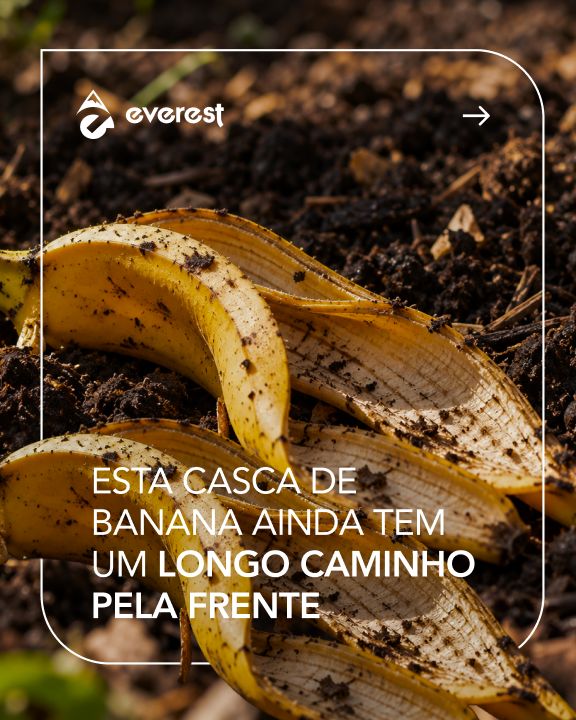 everest
ESTA CASCA DE
BANANA AINDA TEM
UM LONGO CAMINHO
PELA FRENTE